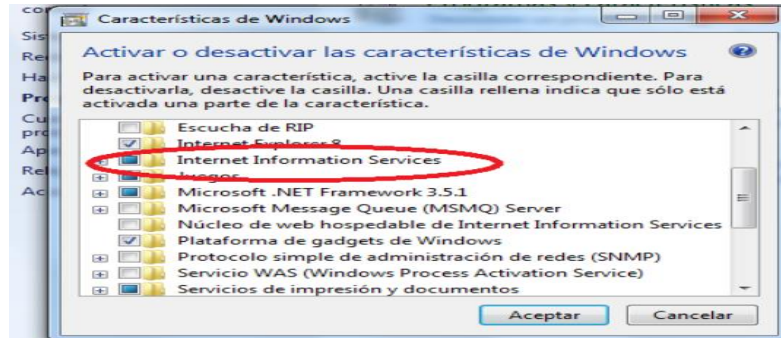 Características de Windows
Activar o desactivar las características de Windows
Para activar una característica, active la casilla correspondiente. Para
desactivarla, desactive la casilla. Una casilla rellena indica que sólo está
activada una parte de la característica.
Escucha de RIP
Internet Explorer 8
Internet Information Services
Juegos
Microsoft .NET Framework 3.5.1
Microsoft Message Queue (MSMQ) Server
Núcleo de web hospedable de Internet Information Services
Plataforma de gadgets de Windows
Protocolo simple de administración de redes (SNMP)
Servicio WAS (Windows Process Activation Service)
Servicios de impresión y documentos
Aceptar Cancelar